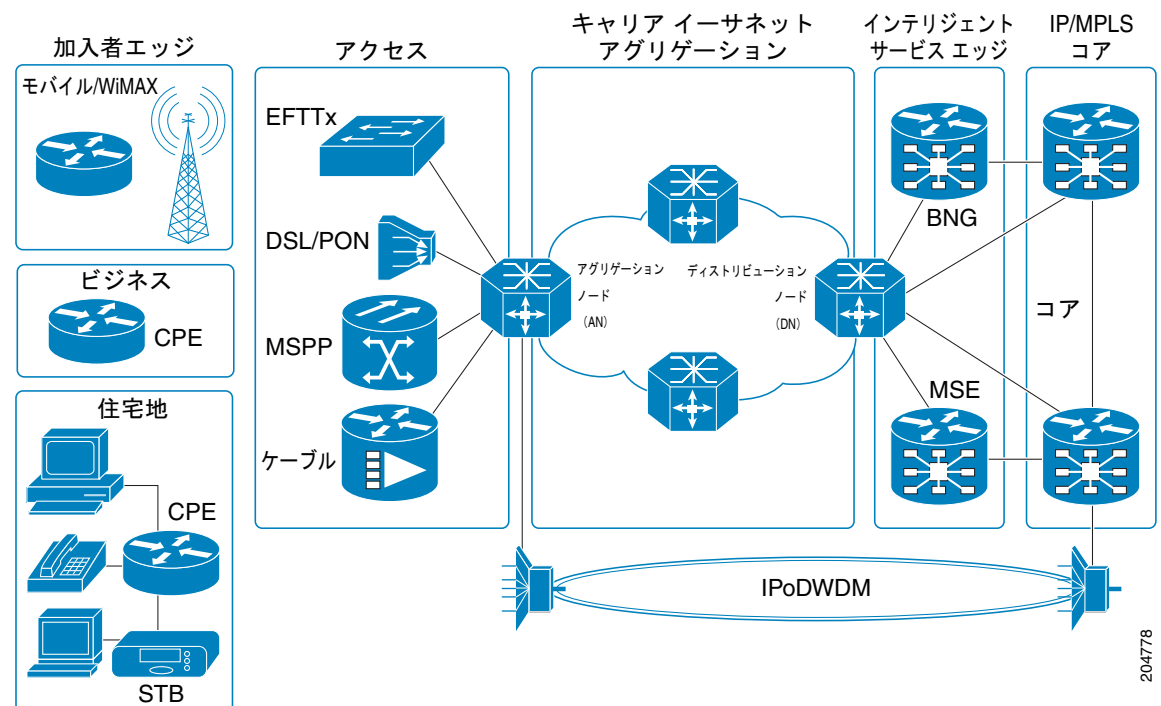 加入者エッジ
モバイル/WiMAX
ビジネス
CPE
住宅地
CPE
STB
アクセス
EFTTx
DSL/PON
MSPP
ケーブル
キャリア イーサネット
アグリゲーション
アグリゲーション
ノード
(AN)
ディストリビューション
ノード
(DN)
インテリジェント
サービス エッジ
BNG
MSE
IP/MPLS
コア
コア
IPoDWDM
204778